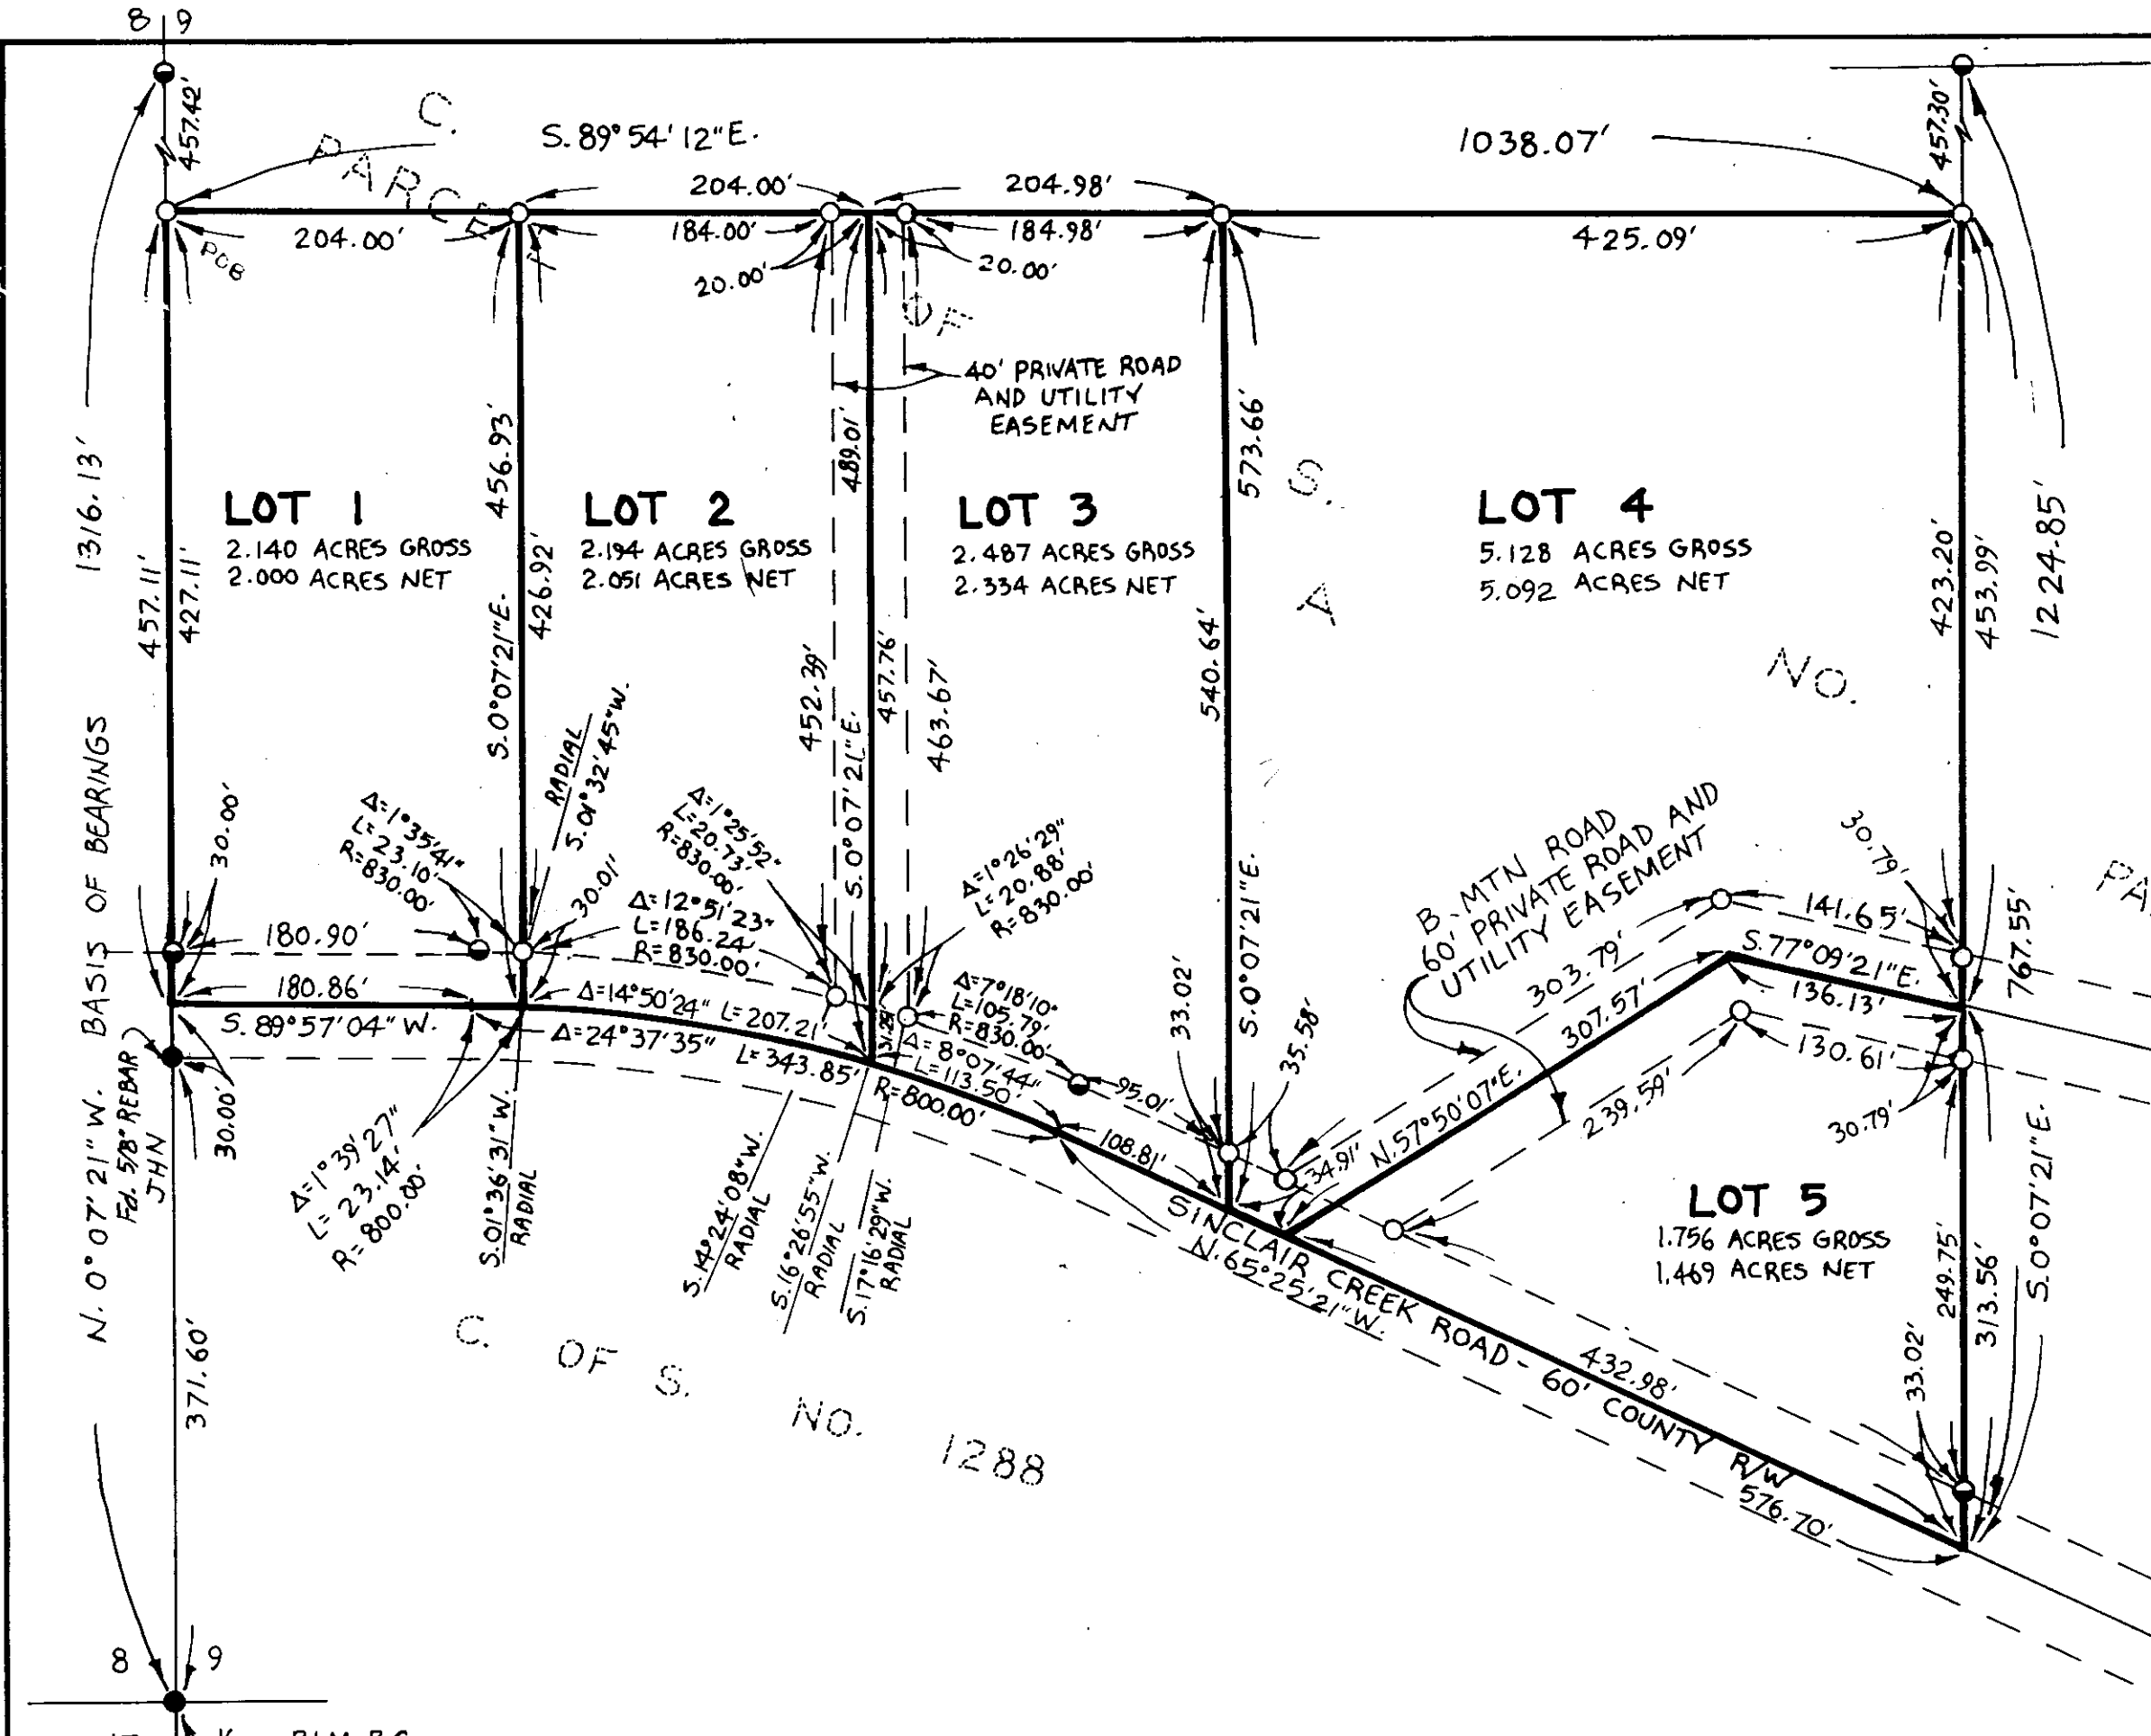 8 9
457.42'
C.
PARCEL
S. 89° 54' 12" E.
1038.07'
457.30'
204.00'
204.98'
204.00'
POB
184.00'
184.98'
425.09'
20.00'
20.00'
OF
40' PRIVATE ROAD
AND UTILITY
EASEMENT
1316.13'
456.93'
489.01'
573.66'
S.
A
NO.
LOT 1
2.140 ACRES GROSS
2.000 ACRES NET
LOT 2
2.194 ACRES GROSS
2.051 ACRES NET
LOT 3
2.487 ACRES GROSS
2.334 ACRES NET
LOT 4
5.128 ACRES GROSS
5.092 ACRES NET
457.11'
427.11'
426.92'
S.0°07'21"E.
452.39'
S.0°07'21"E.
457.76'
463.67'
540.64'
S.0°07'21"E.
423.20'
453.99'
1224.85'
N. 0°07'21" W. BASIS OF BEARINGS
30.00'
Δ=1°35'41"
L=23.10'
R=830.00'
RADIAL
S.01°32'45"W.
30.01'
Δ=1°25'52"
L=20.73'
R=830.00'
Δ=12°51'23"
L=186.24'
R=830.00'
Δ=1°26'29"
L=20.88'
R=830.00'
Δ=7°18'10"
L=105.79'
R=830.00'
B. MTN ROAD
60' PRIVATE ROAD AND
UTILITY EASEMENT
30.79'
141.65'
S.77°09'21"E.
136.13'
130.61'
30.79'
767.55'
PA
180.90'
180.86'
S. 89°57'04" W.
Δ=14°50'24" L=207.21'
Δ=24°37'35" L=343.85' R=800.00'
31.25'
Δ=8°07'44"
L=113.50'
95.01'
108.81'
33.02'
35.58'
34.91'
303.79'
307.57'
N.57°50'07"E.
239.59'
Fd. 5/8" REBAR
JHN
30.00'
Δ=1°39'27"
L=23.14'
R=800.00'
S.01°36'31"W.
RADIAL
S.14°24'08"W.
RADIAL
S.16°26'55"W.
RADIAL
S.17°16'29"W.
RADIAL
SINCLAIR CREEK ROAD - 60' COUNTY R/W
N.65°25'21"W.
432.98'
576.70'
LOT 5
1.756 ACRES GROSS
1.469 ACRES NET
249.75'
313.56'
S.0°07'21"E.
33.02'
371.60'
C. OF S. NO. 1288
8 9